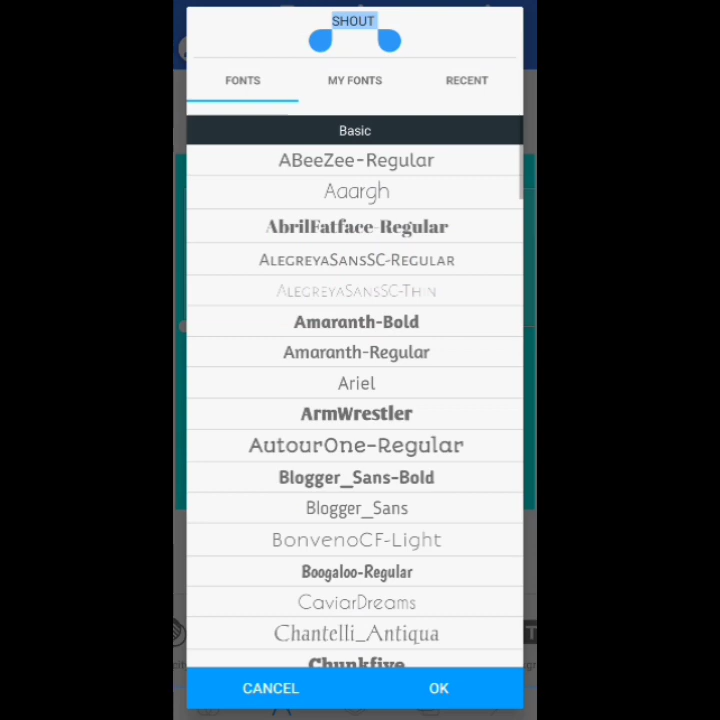 SHOUT
FONTS
MY FONTS
RECENT
Basic
ABeeZee-Regular
Aaargh
AbrilFatface-Regular
AlegreyaSansSC-Regular
AlegreyaSansSC-Thin
Amaranth-Bold
Amaranth-Regular
Ariel
ArmWrestler
AutourOne-Regular
Blogger_Sans-Bold
Blogger_Sans
BonvenoCF-Light
Boogaloo-Regular
CaviarDreams
Chantelli_Antiqua
Chunkfive
CANCEL
OK